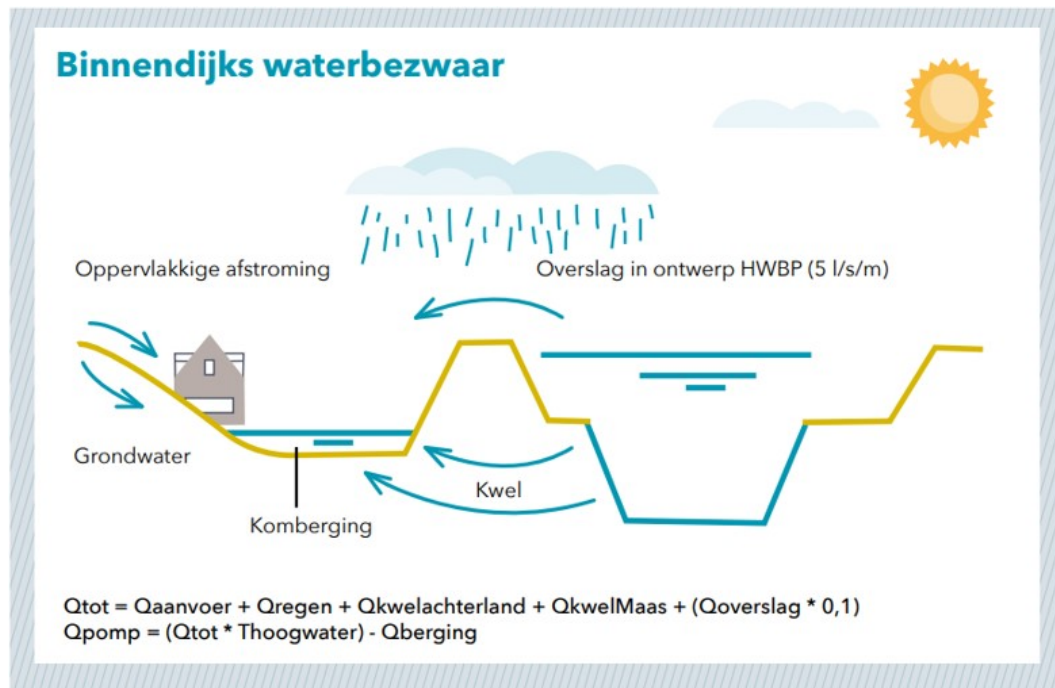 Binnendijks waterbezwaar
Oppervlakkige afstroming
Overslag in ontwerp HWBP (5 l/s/m)
Grondwater
Kwel
Komberging
Qtot = Qaanvoer + Qregen + Qkwelachterland + QkwelMaas + (Qoverslag * 0,1)
Qpomp = (Qtot * Thoogwater) - Qberging